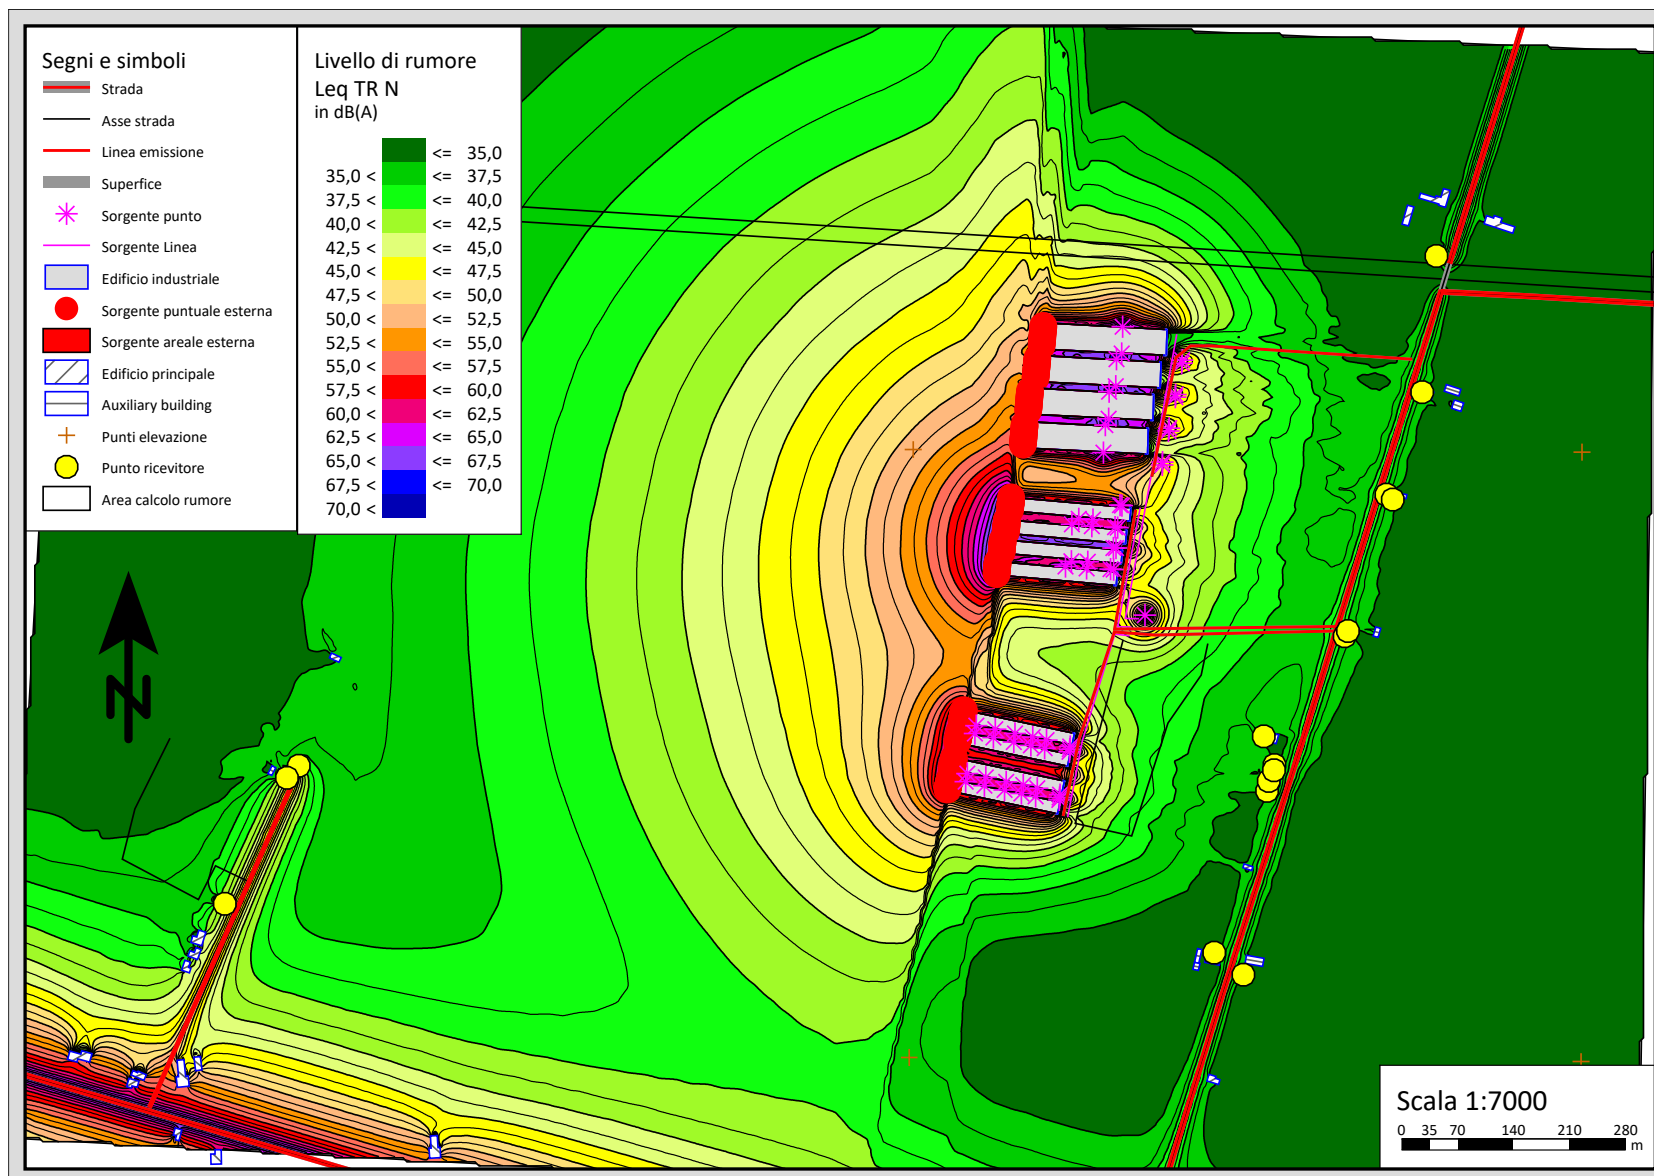 Segni e simboli
Strada
Asse strada
Linea emissione
Superfice
Sorgente punto
Sorgente Linea
Edificio industriale
Sorgente puntuale esterna
Sorgente areale esterna
Edificio principale
Auxiliary building
Punti elevazione
Punto ricevitore
Area calcolo rumore
Livello di rumore
Leq TR N
in dB(A)
<= 35,0
35,0 < <= 37,5
37,5 < <= 40,0
40,0 < <= 42,5
42,5 < <= 45,0
45,0 < <= 47,5
47,5 < <= 50,0
50,0 < <= 52,5
52,5 < <= 55,0
55,0 < <= 57,5
57,5 < <= 60,0
60,0 < <= 62,5
62,5 < <= 65,0
65,0 < <= 67,5
67,5 < <= 70,0
70,0 <
N
Scala 1:7000
0 35 70 140 210 280
m